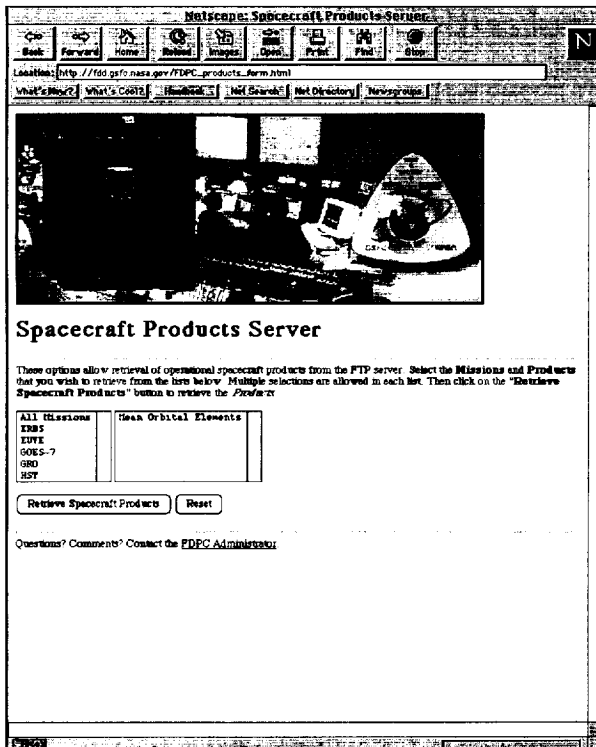 Netscape: Spacecraft Products Server
Back Forward Home Reload Images Open Print Find Stop
N
Location: http://fdd.gsfc.nasa.gov/FDPC_products_form.html
What's New? What's Cool? Handbook Net Search Net Directory Newsgroups
Spacecraft Products Server
These options allow retrieval of operational spacecraft products from the FTP server. Select the Missions and Products
that you wish to retrieve from the lists below. Multiple selections are allowed in each list. Then click on the "Retrieve
Spacecraft Products" button to retrieve the Products
All Missions Mean Orbital Elements
ERBS
EUVE
GOES-7
GRO
HST
Retrieve Spacecraft Products Reset
Questions? Comments? Contact the FDPC Administrator